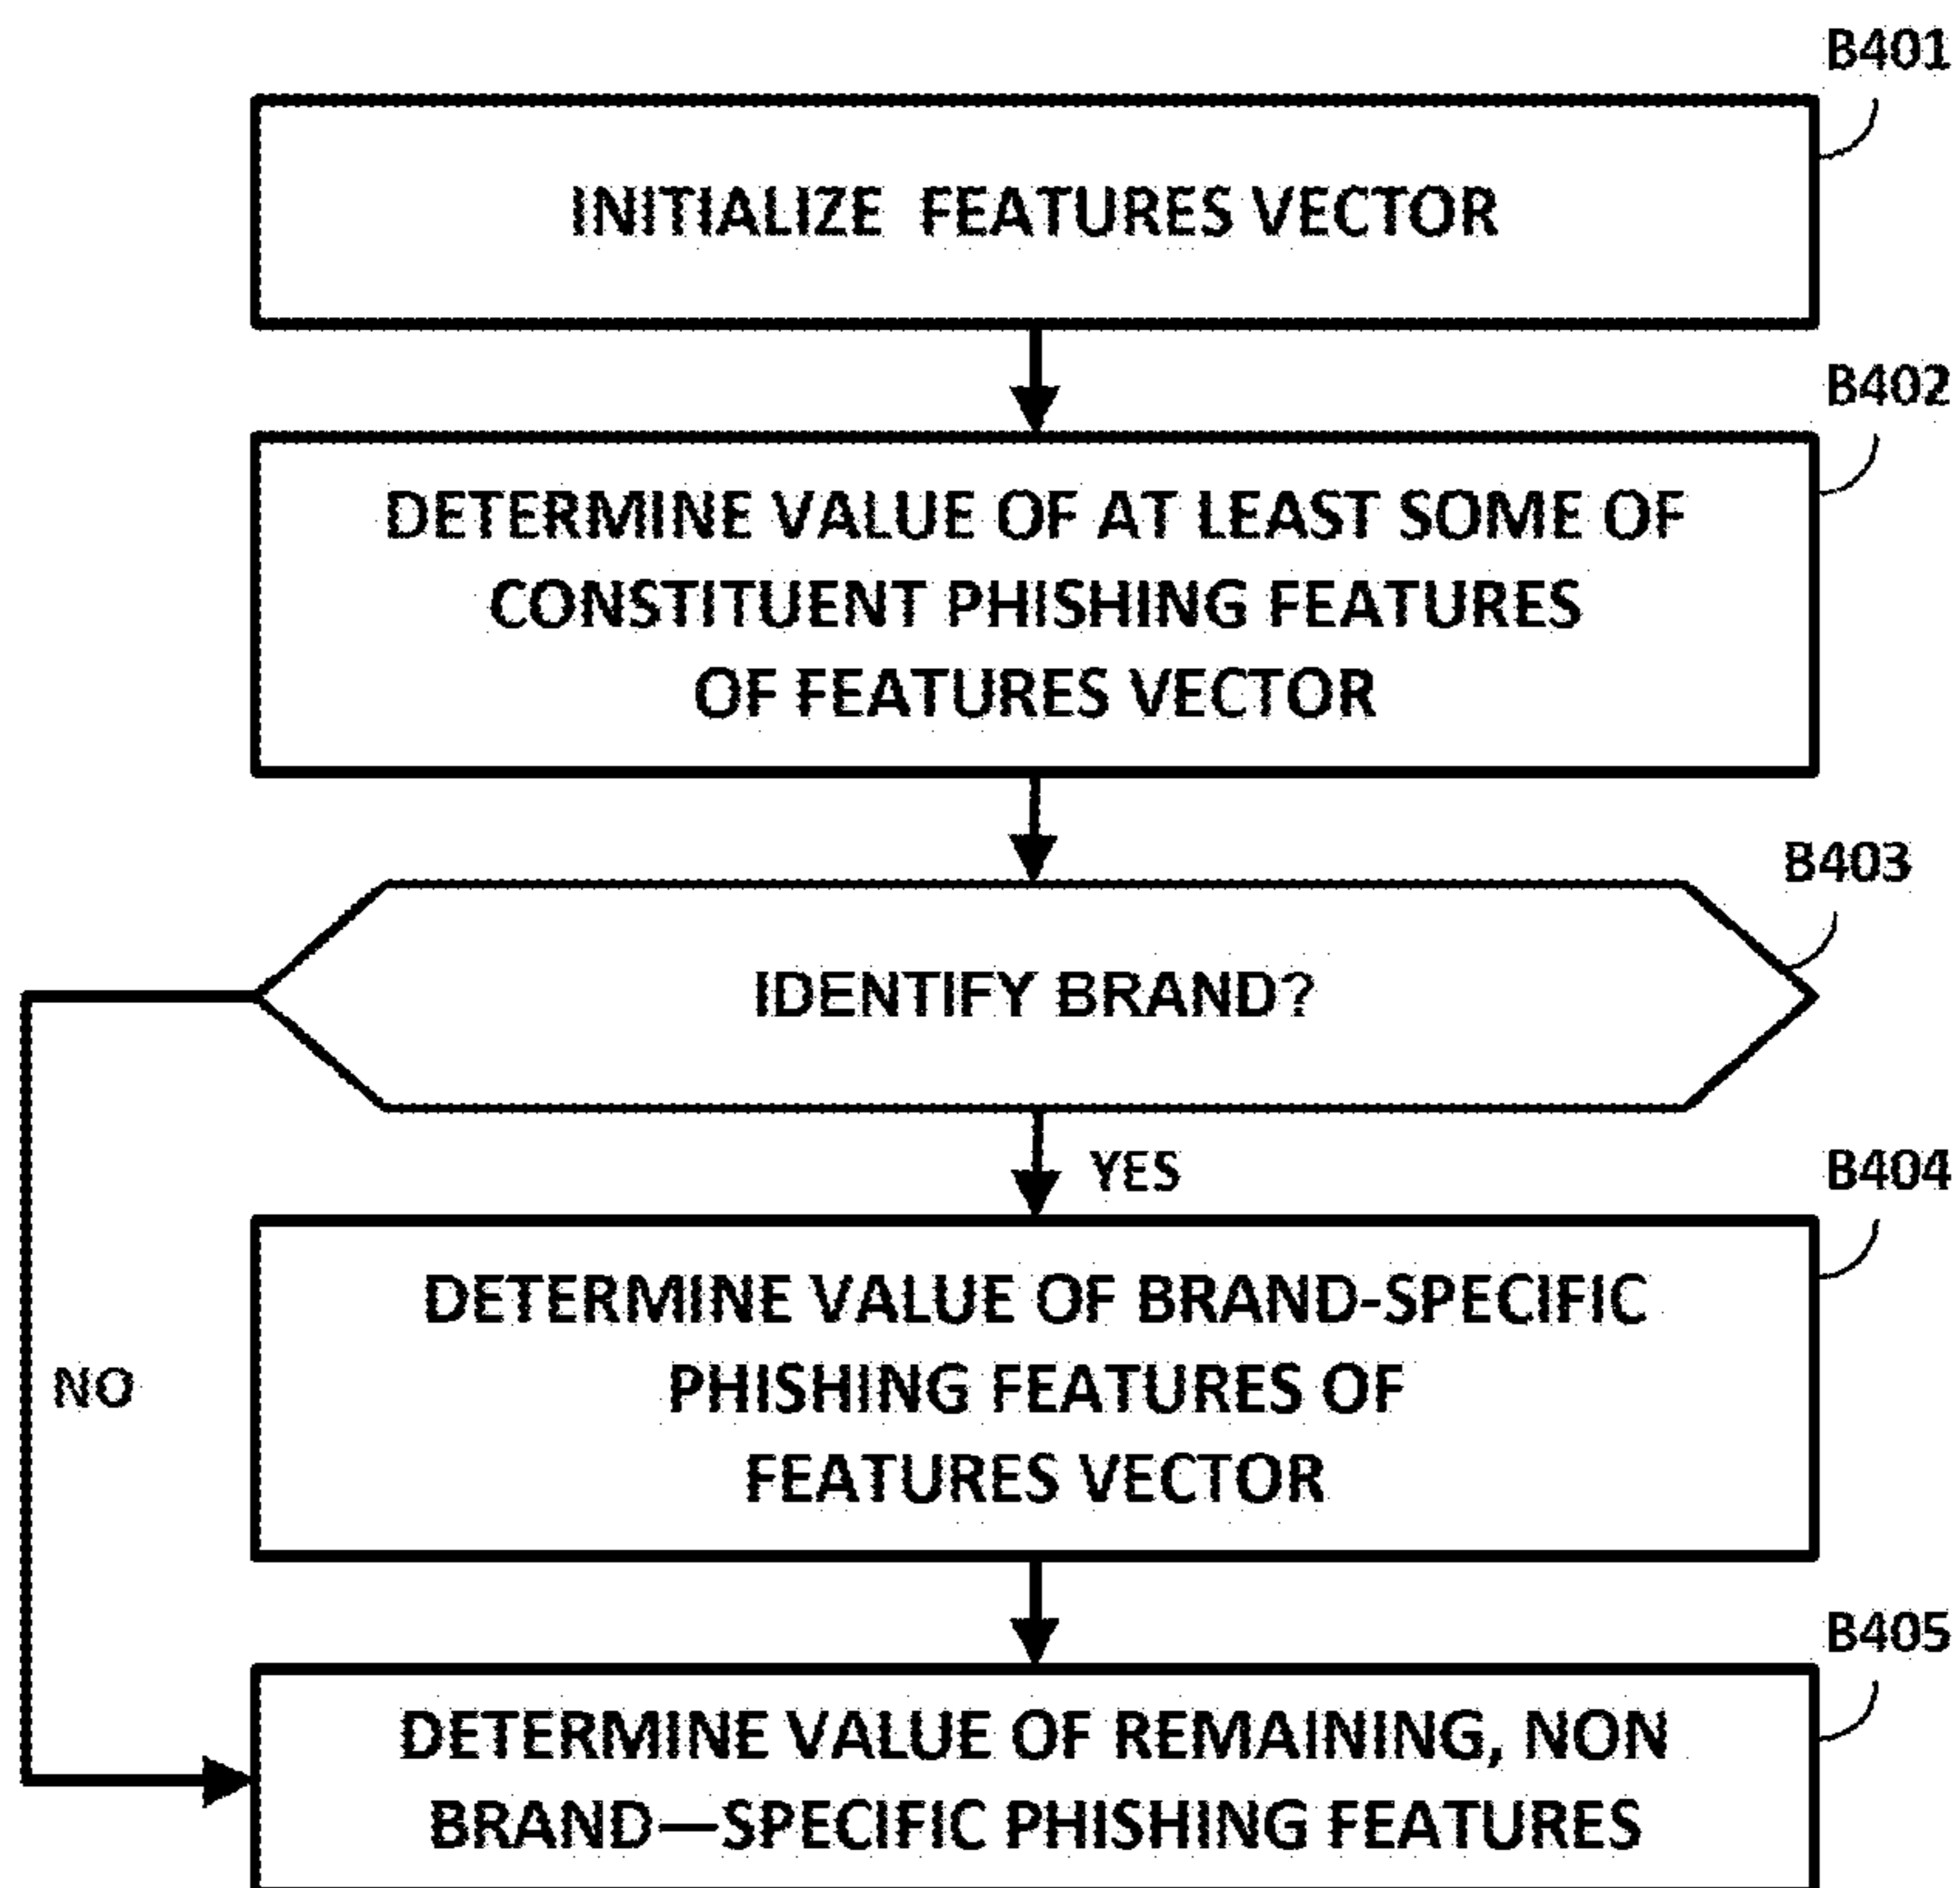 B401
INITIALIZE FEATURES VECTOR
B402
DETERMINE VALUE OF AT LEAST SOME OF
CONSTITUENT PHISHING FEATURES
OF FEATURES VECTOR
B403
IDENTIFY BRAND?
YES
B404
DETERMINE VALUE OF BRAND-SPECIFIC
PHISHING FEATURES OF
FEATURES VECTOR
NO
B405
DETERMINE VALUE OF REMAINING, NON
BRAND—SPECIFIC PHISHING FEATURES